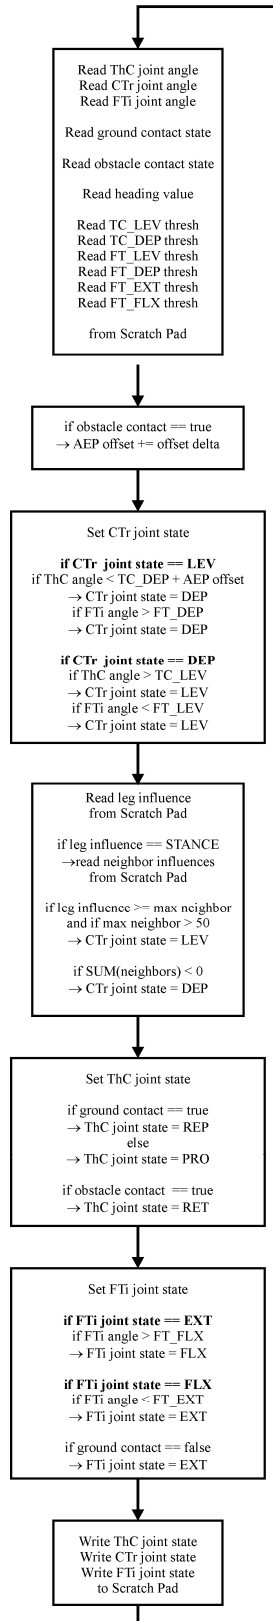 Read ThC joint angle
Read CTr joint angle
Read FTi joint angle
Read ground contact state
Read obstacle contact state
Read heading value
Read TC_LEV thresh
Read TC_DEP thresh
Read FT_LEV thresh
Read FT_DEP thresh
Read FT_EXT thresh
Read FT_FLX thresh
from Scratch Pad
if obstacle contact == true
→ AEP offset += offset delta
Set CTr joint state
if CTr joint state == LEV
if ThC angle < TC_DEP + AEP offset
→ CTr joint state = DEP
if FTi angle > FT_DEP
→ CTr joint state = DEP
if CTr joint state == DEP
if ThC angle > TC_LEV
→ CTr joint state = LEV
if FTi angle < FT_LEV
→ CTr joint state = LEV
Read leg influence
from Scratch Pad
if leg influence == STANCE
→read neighbor influences
from Scratch Pad
if leg influence >= max neighbor
and if max neighbor > 50
→ CTr joint state = LEV
if SUM(neighbors) < 0
→ CTr joint state = DEP
Set ThC joint state
if ground contact == true
→ ThC joint state = REP
else
→ ThC joint state = PRO
if obstacle contact == true
→ ThC joint state = RET
Set FTi joint state
if FTi joint state == EXT
if FTi angle > FT_FLX
→ FTi joint state = FLX
if FTi joint state == FLX
if FTi angle < FT_EXT
→ FTi joint state = EXT
if ground contact == false
→ FTi joint state = EXT
Write ThC joint state
Write CTr joint state
Write FTi joint state
to Scratch Pad